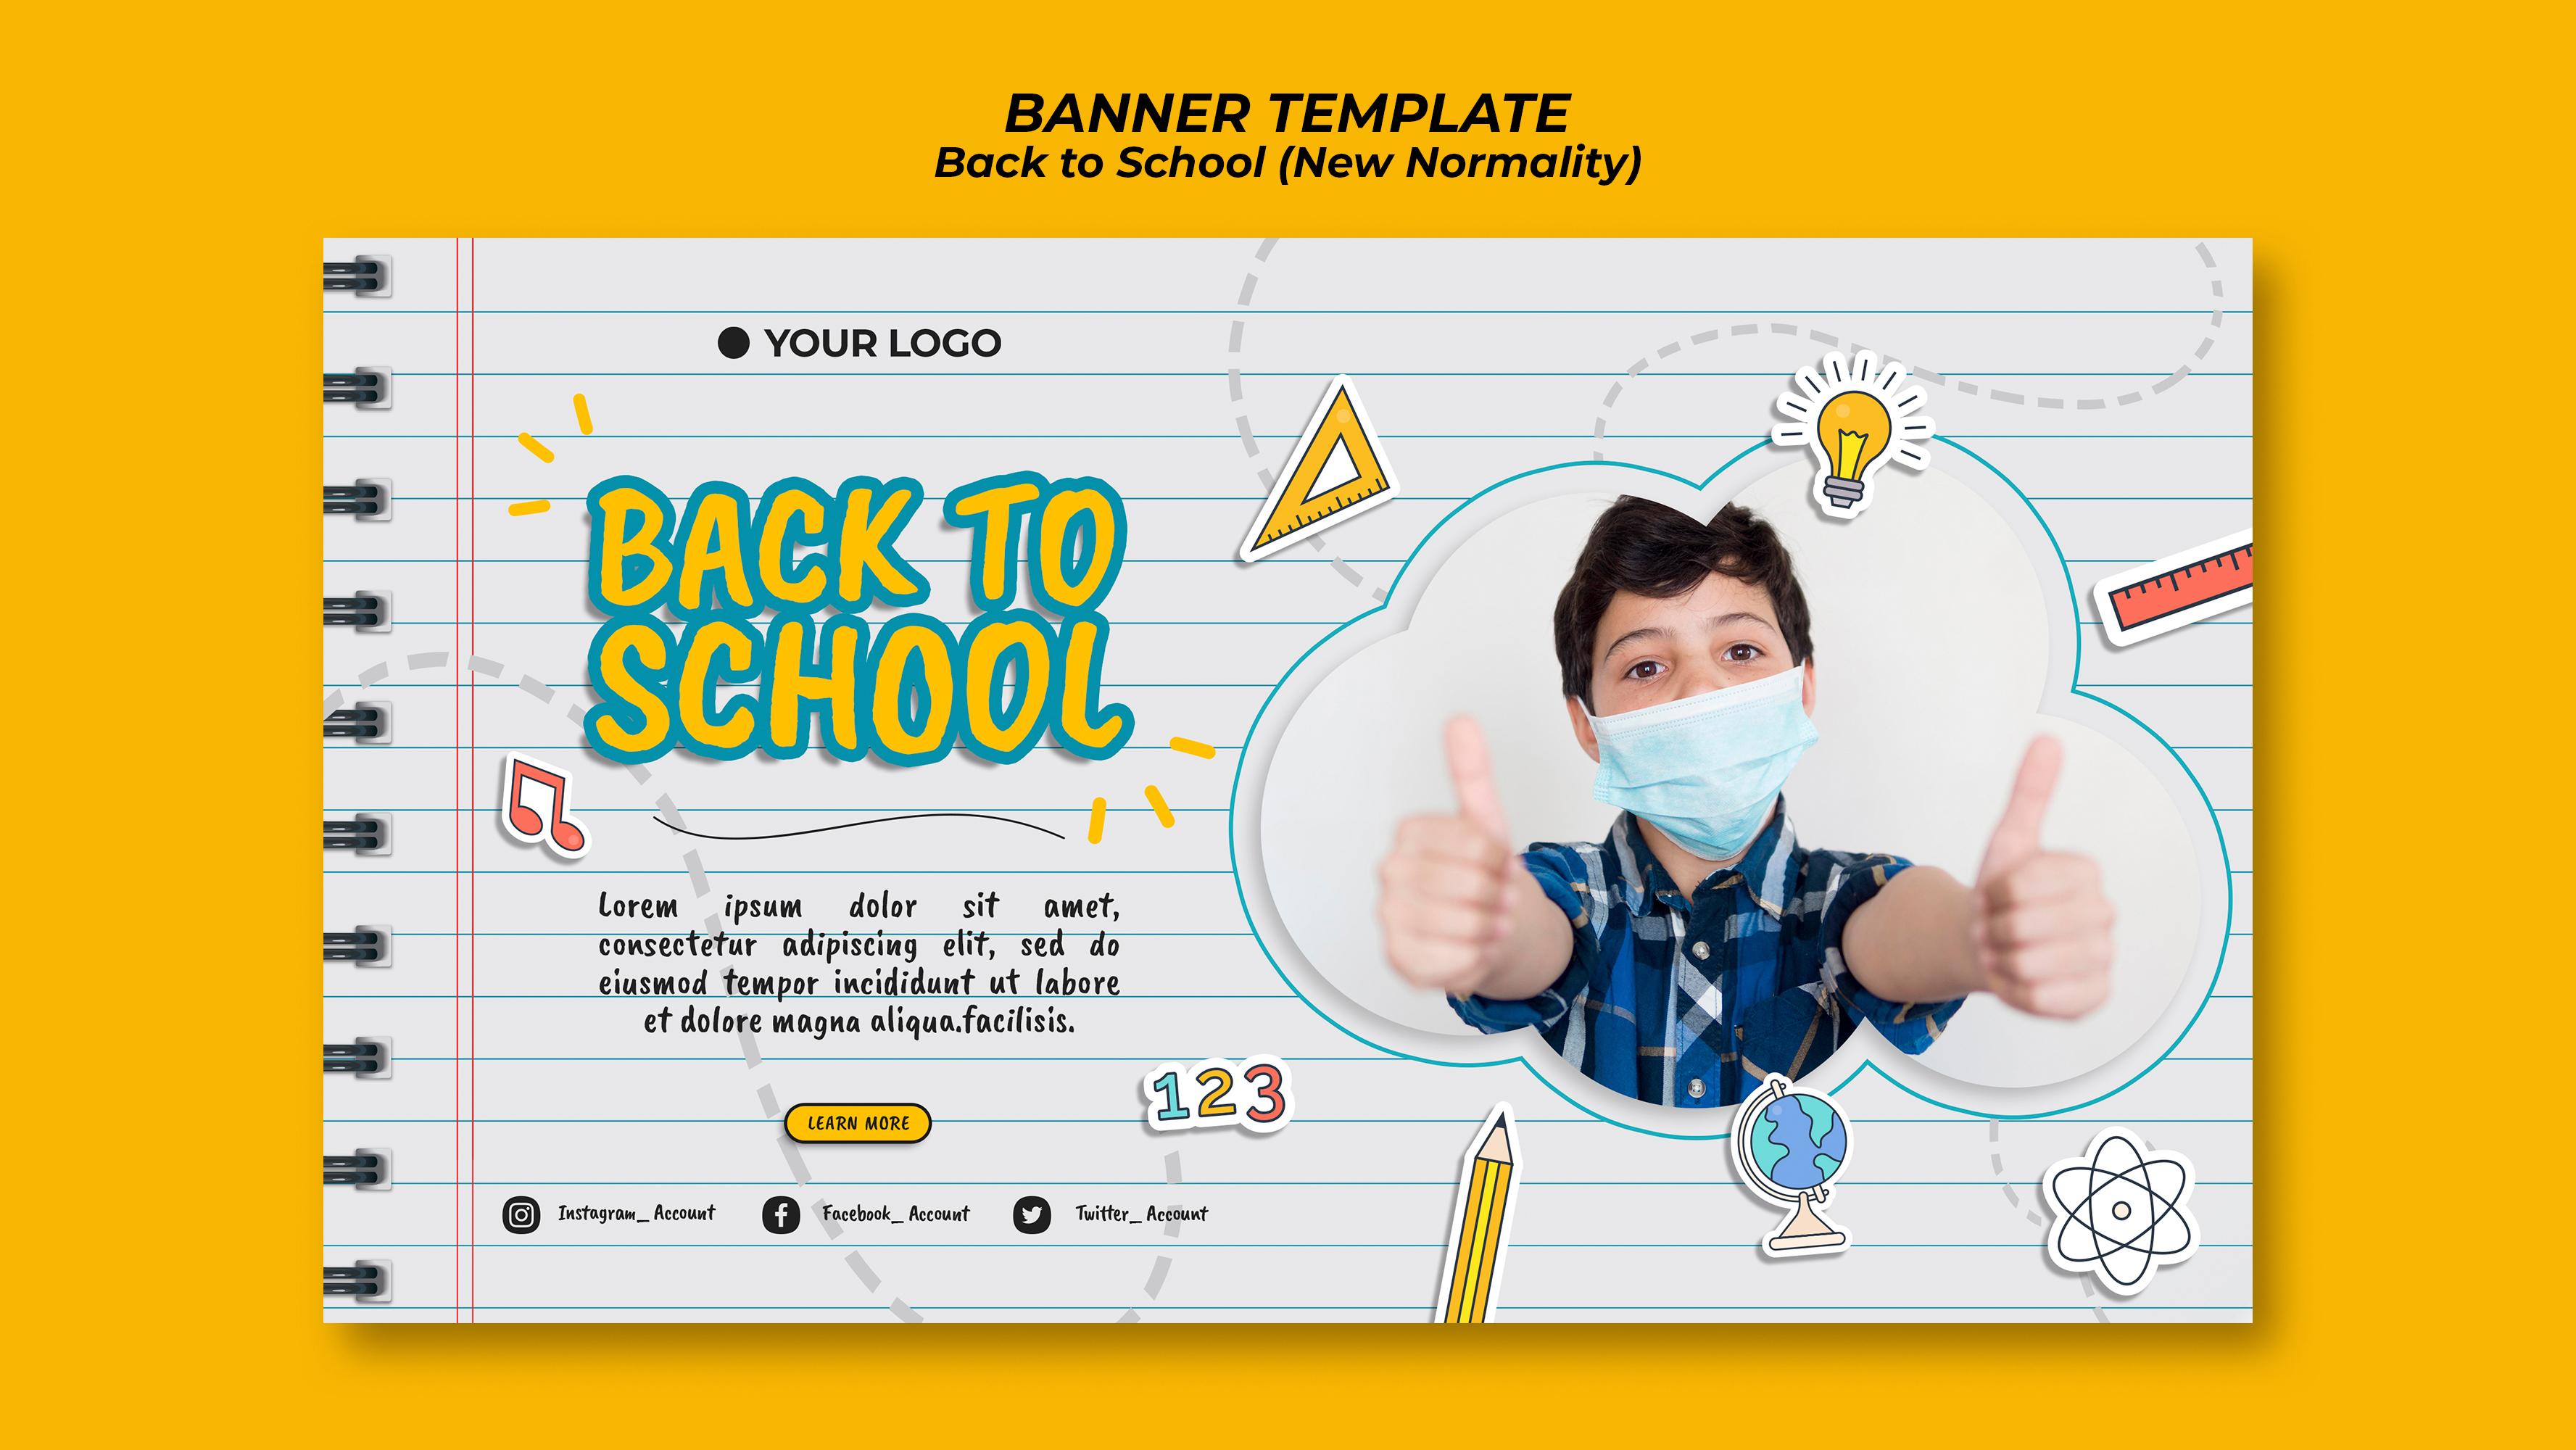 BANNER TEMPLATE
Back to School (New Normality)
YOUR LOGO
BACK TO
SCHOOL
Lorem ipsum dolor sit amet,
consectetur adipiscing elit, sed do
eiusmod tempor incididunt ut labore
et dolore magna aliqua.facilisis.
123
LEARN MORE
Instagram_ Account
Facebook_ Account
Twitter_ Account